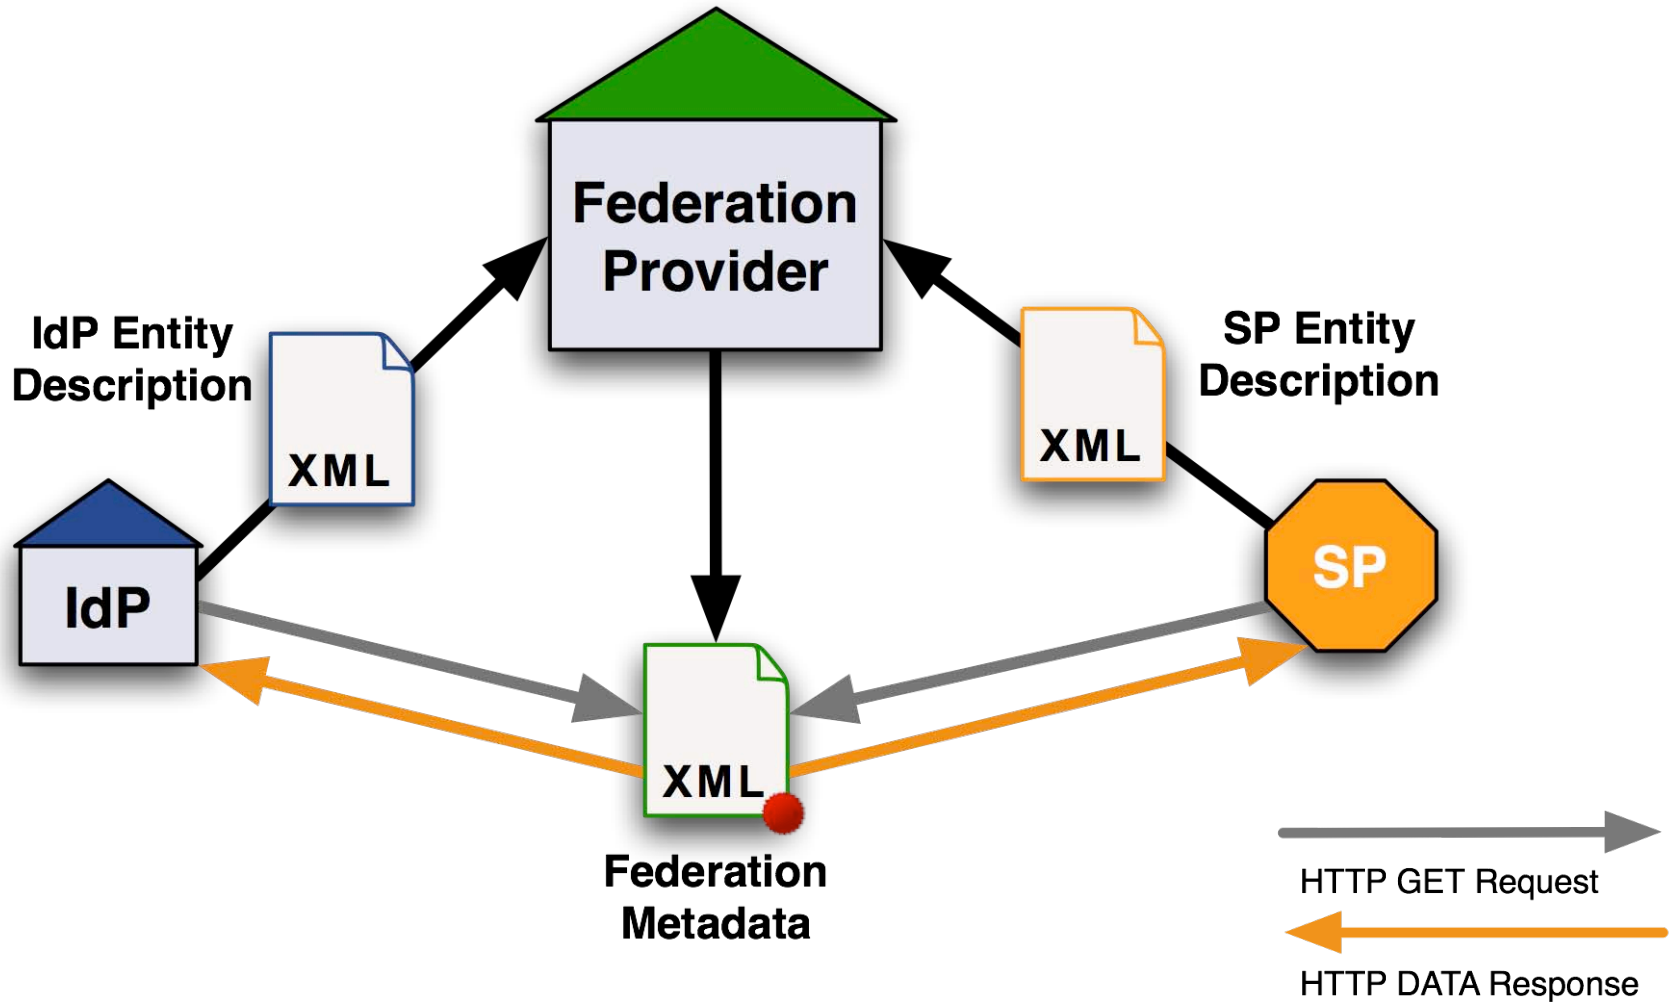 Federation
Provider
IdP Entity
Description
XML
SP Entity
Description
XML
IdP
SP
XML
Federation
Metadata
HTTP GET Request
HTTP DATA Response